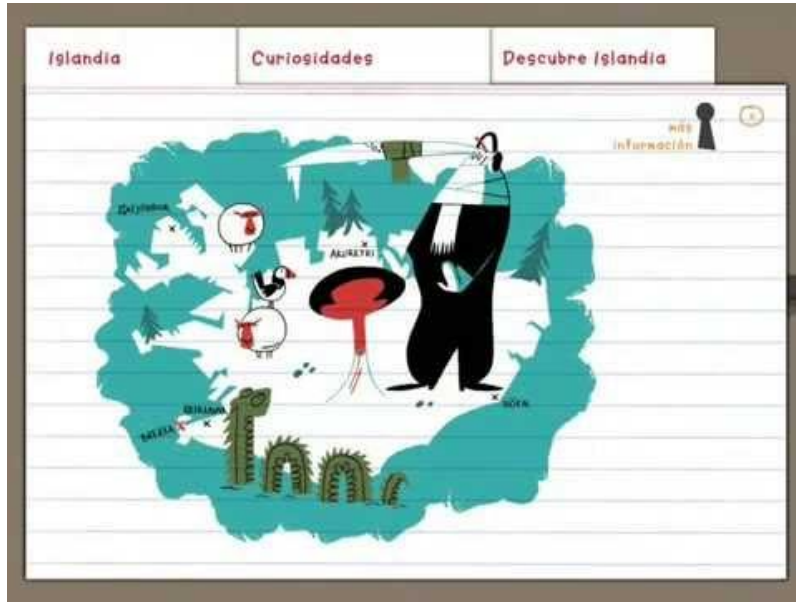 Islandia
Curiosidades
Descubre Islandia
más
información
x
AKUREYRI
HÖFN